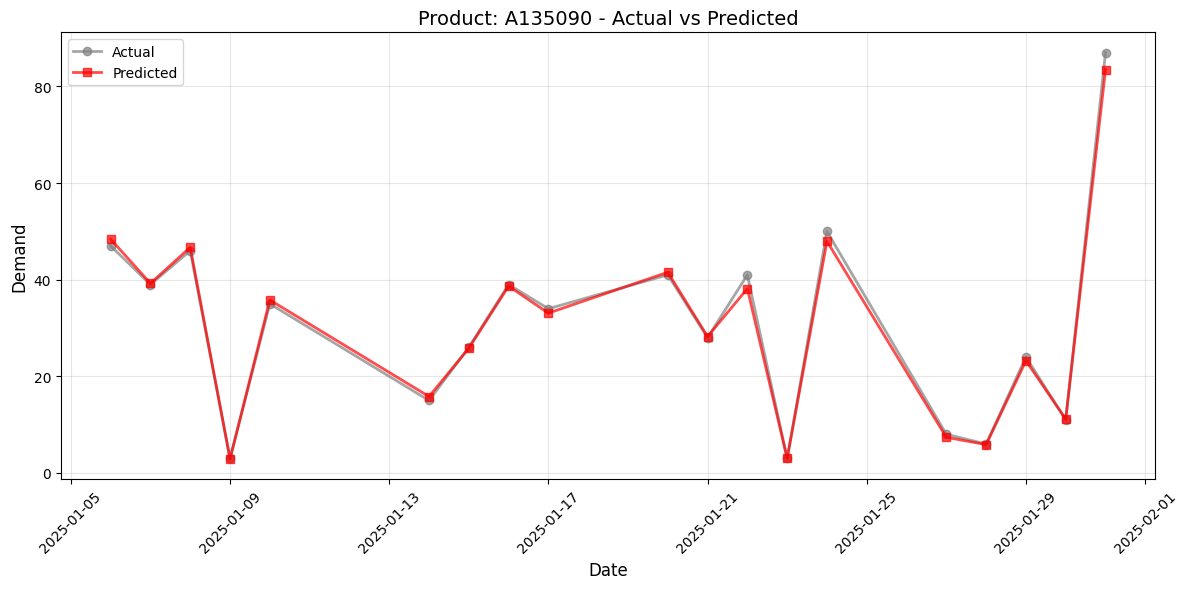 Product: A135090 - Actual vs Predicted
Actual
Predicted
Demand
80
60
40
20
0
2025-01-05
2025-01-09
2025-01-13
2025-01-17
2025-01-21
2025-01-25
2025-01-29
2025-02-01
Date